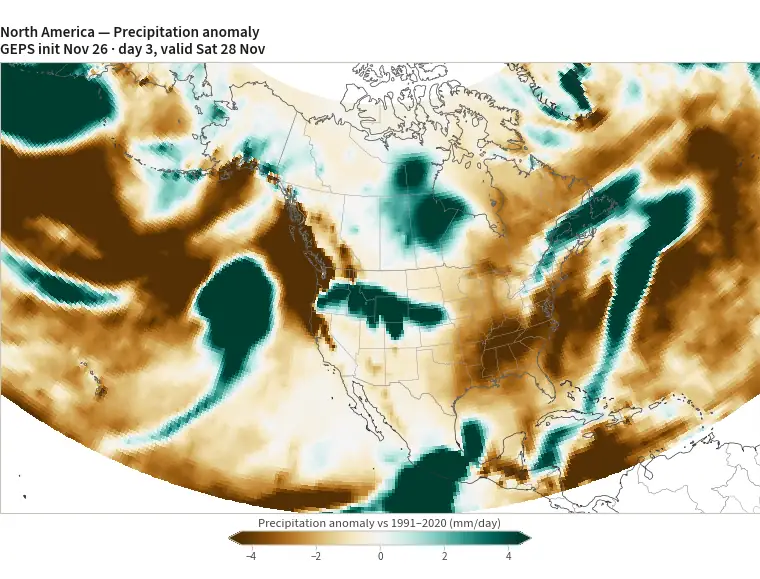 North America — Precipitation anomaly
GEPS init Nov 26 · day 3, valid Sat 28 Nov
Precipitation anomaly vs 1991–2020 (mm/day)
−4 −2 0 2 4